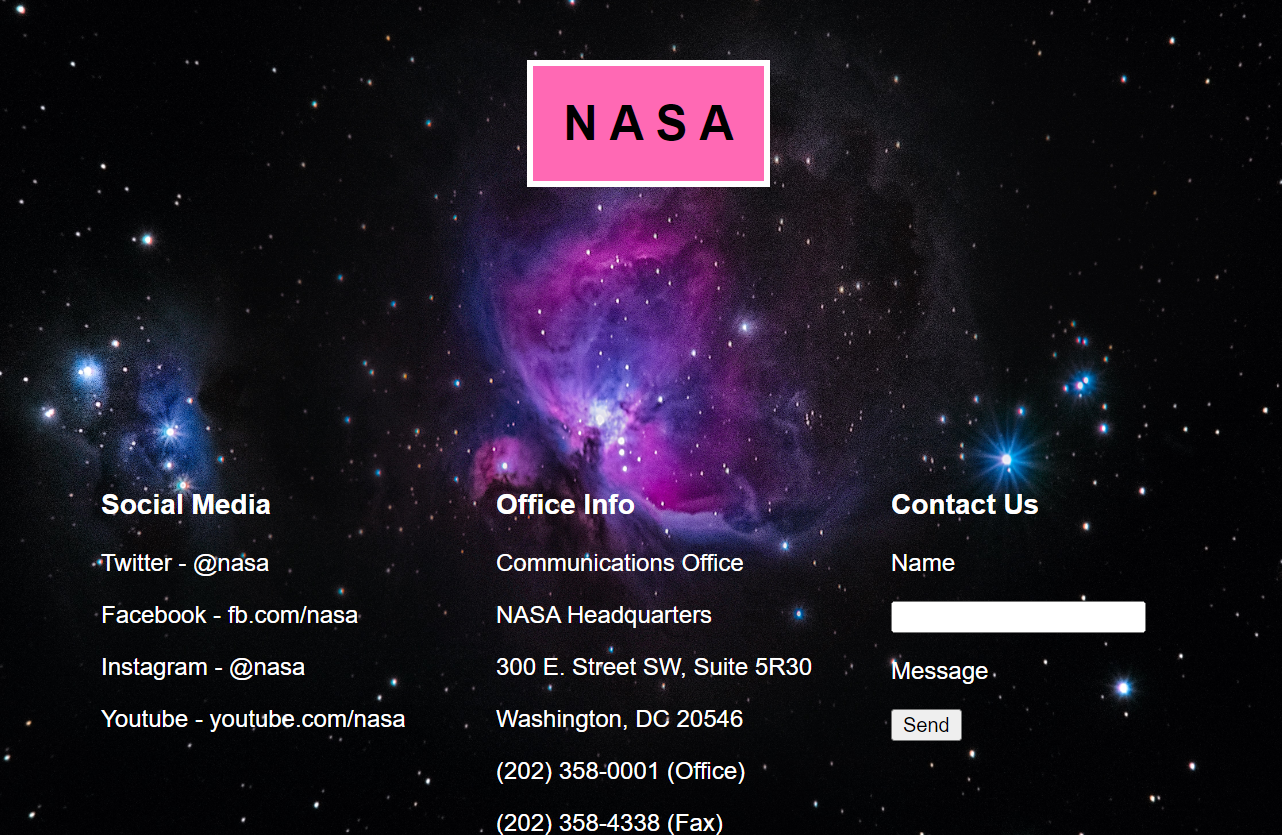 N A S A
Social Media
Twitter - @nasa
Facebook - fb.com/nasa
Instagram - @nasa
Youtube - youtube.com/nasa
Office Info
Communications Office
NASA Headquarters
300 E. Street SW, Suite 5R30
Washington, DC 20546
(202) 358-0001 (Office)
(202) 358-4338 (Fax)
Contact Us
Name
Message
Send